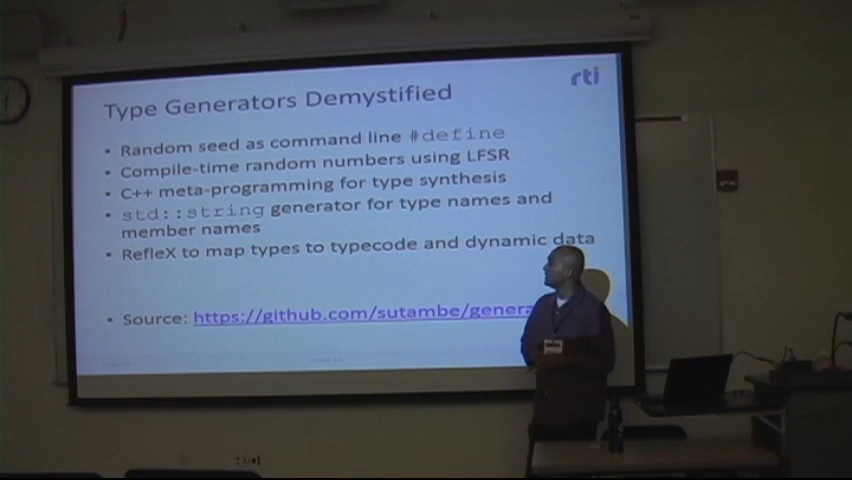 rti
Type Generators Demystified
• Random seed as command line #define
• Compile-time random numbers using LFSR
• C++ meta-programming for type synthesis
• std::string generator for type names and
member names
• RefleX to map types to typecode and dynamic data
• Source: https://github.com/sutambe/genera